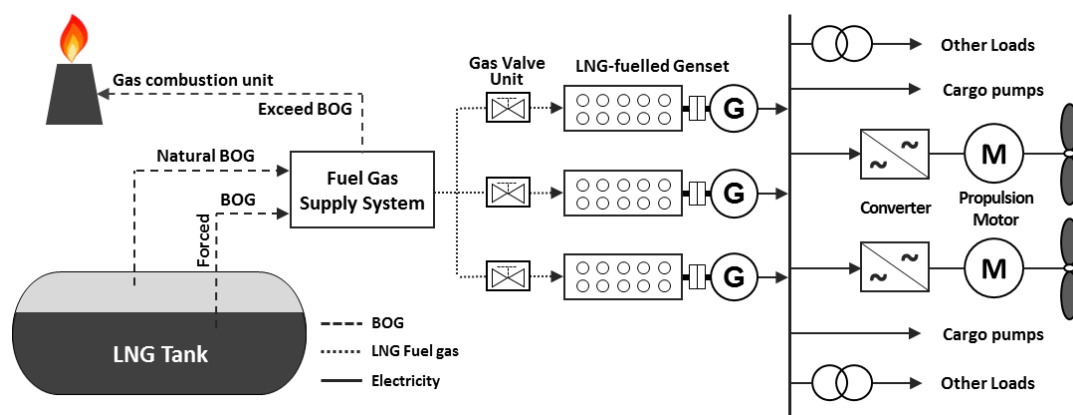 Gas combustion unit
Exceed BOG
Natural BOG
BOG
Forced
Fuel Gas
Supply System
LNG Tank
BOG
LNG Fuel gas
Electricity
Gas Valve
Unit
LNG-fuelled Genset
G
G
G
Other Loads
Cargo pumps
~
~
M
Converter
Propulsion
Motor
~
~
M
Cargo pumps
Other Loads